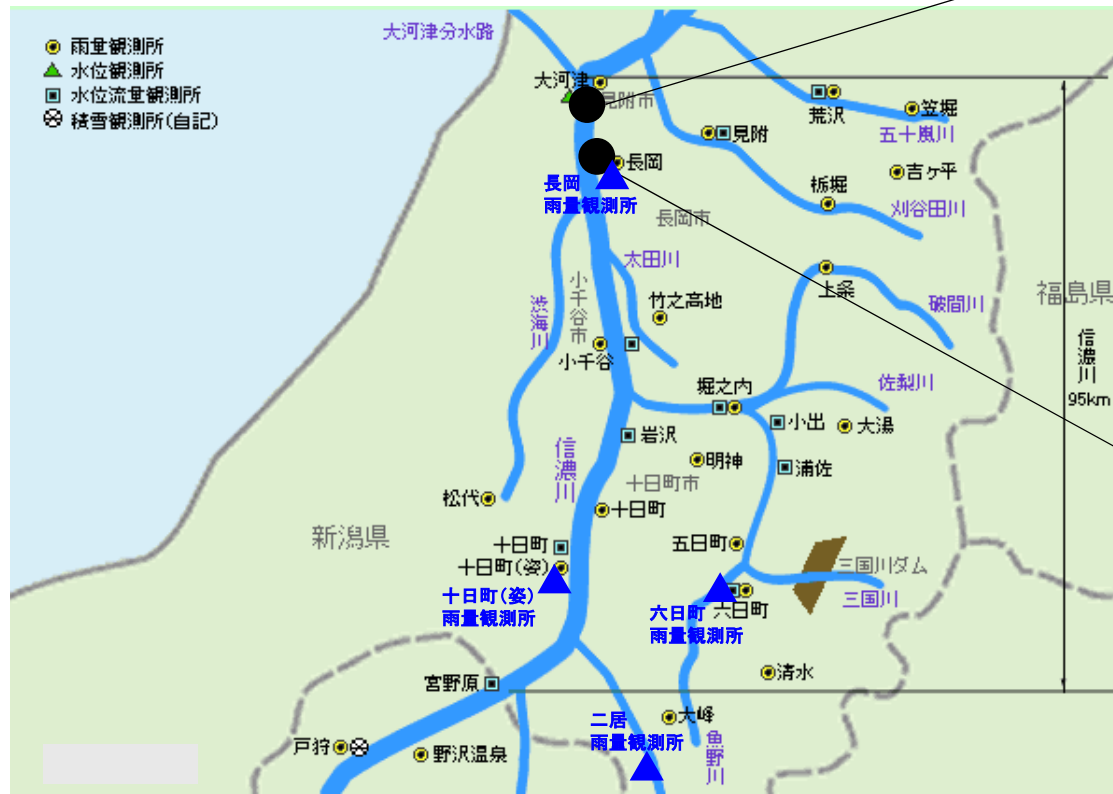 雨量観測所
水位観測所
水位流量観測所
積雪観測所(自記)
大河津分水路
大河津
見附市
荒沢
笠堀
五十嵐川
見附
長岡
長岡
雨量観測所
吉ヶ平
栃堀
刈谷田川
長岡市
太田川
上条
福島県
破間川
小千谷市
渋海川
竹之高地
小千谷
信濃川
95km
堀之内
佐梨川
小出
大湯
岩沢
信濃川
明神
浦佐
十日町市
松代
十日町
新潟県
十日町
五日町
十日町(姿)
三国川ダム
十日町(姿)
雨量観測所
六日町
六日町
雨量観測所
三国川
清水
宮野原
二居
雨量観測所
大峰
魚野川
戸狩
野沢温泉